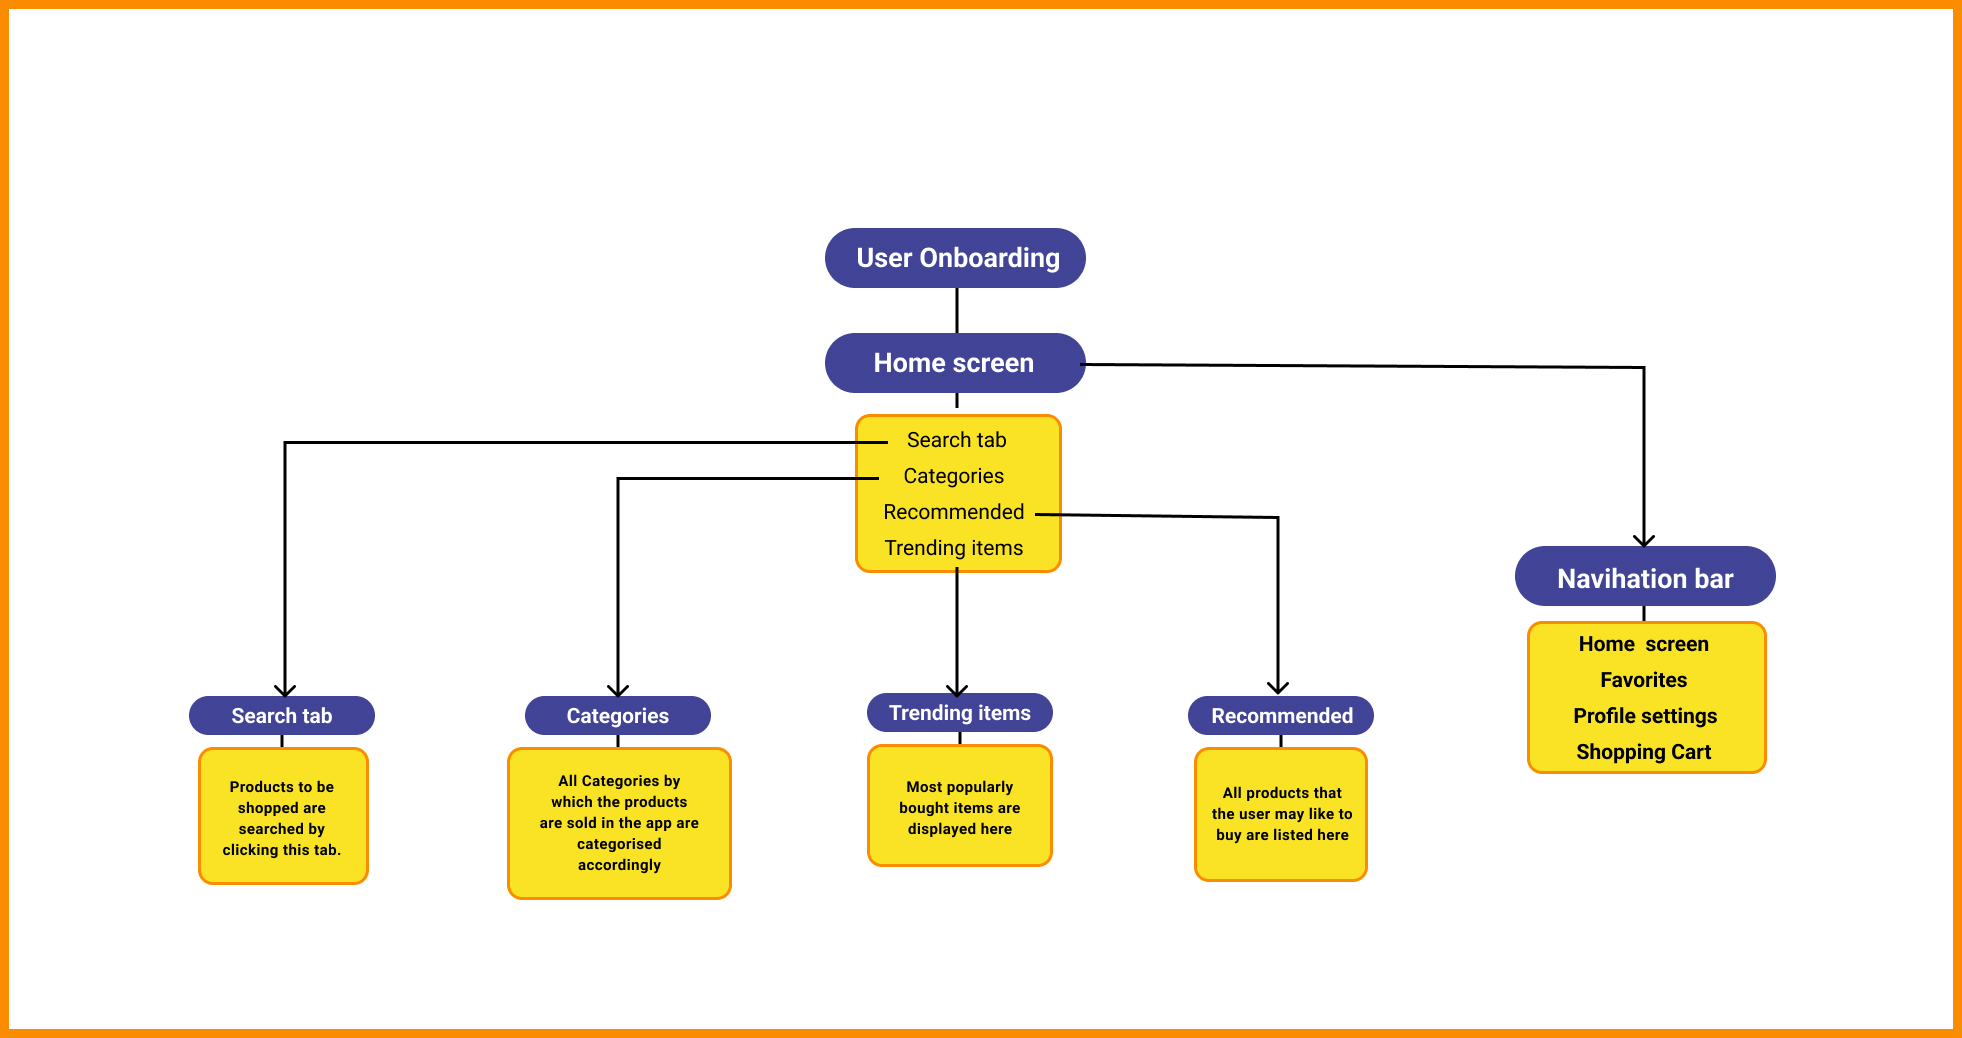 User Onboarding
Home screen
Search tab
Categories
Recommended
Trending items
Navihation bar
Home screen
Favorites
Profile settings
Shopping Cart
Search tab
Products to be
shopped are
searched by
clicking this tab.
Categories
All Categories by
which the products
are sold in the app are
categorised
accordingly
Trending items
Most popularly
bought items are
displayed here
Recommended
All products that
the user may like to
buy are listed here